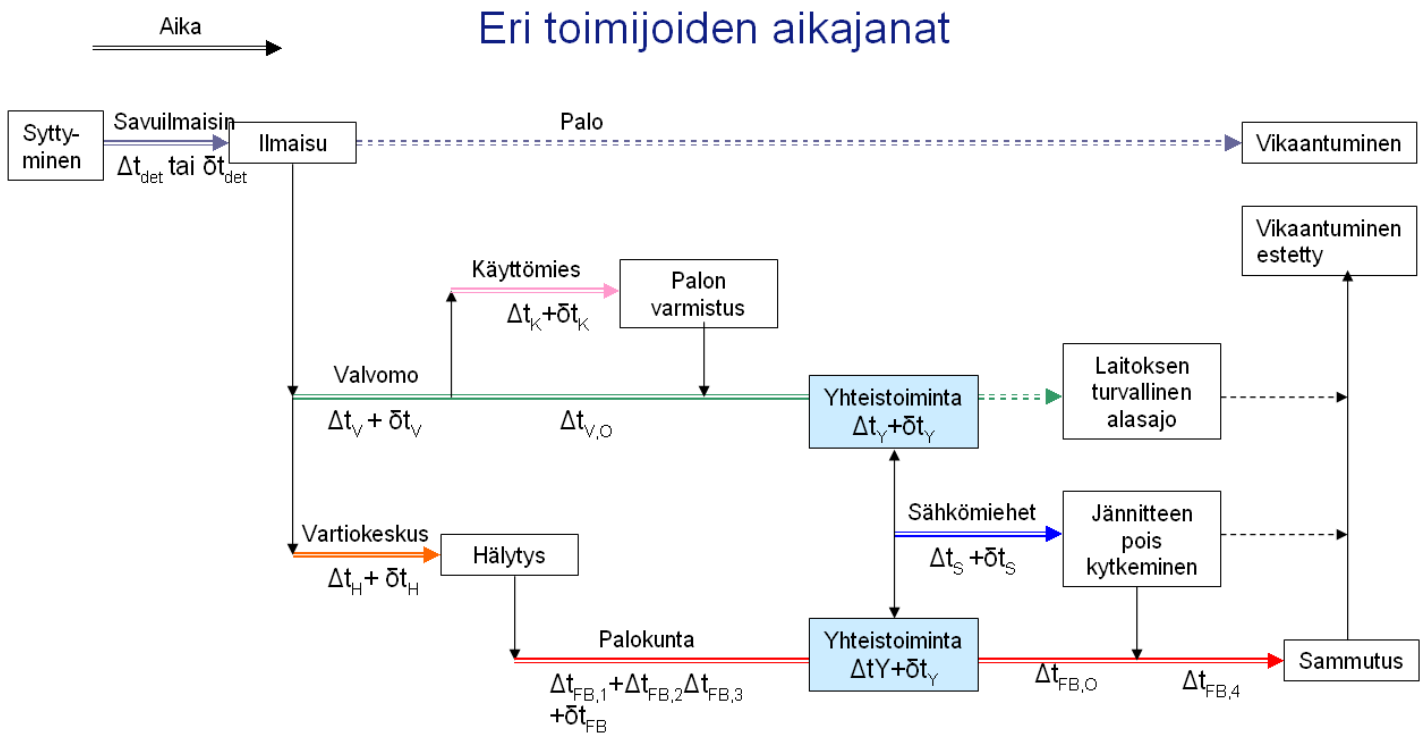 Eri toimijoiden aikajanat
Aika
Sytty-
minen
Savuilmaisin
Δt_det tai δt_det
Ilmaisu
Palo
Vikaantuminen
Vikaantuminen
estetty
Käyttömies
Δt_K+δt_K
Palon
varmistus
Valvomo
Δt_V + δt_V
Δt_V,O
Yhteistoiminta
Δt_Y+δt_Y
Laitoksen
turvallinen
alasajo
Vartiokeskus
Δt_H+ δt_H
Hälytys
Sähkömiehet
Δt_S +δt_S
Jännitteen
pois
kytkeminen
Palokunta
Δt_FB,1+Δt_FB,2Δt_FB,3
+δt_FB
Yhteistoiminta
ΔtY+δt_Y
Δt_FB,O
Δt_FB,4
Sammutus